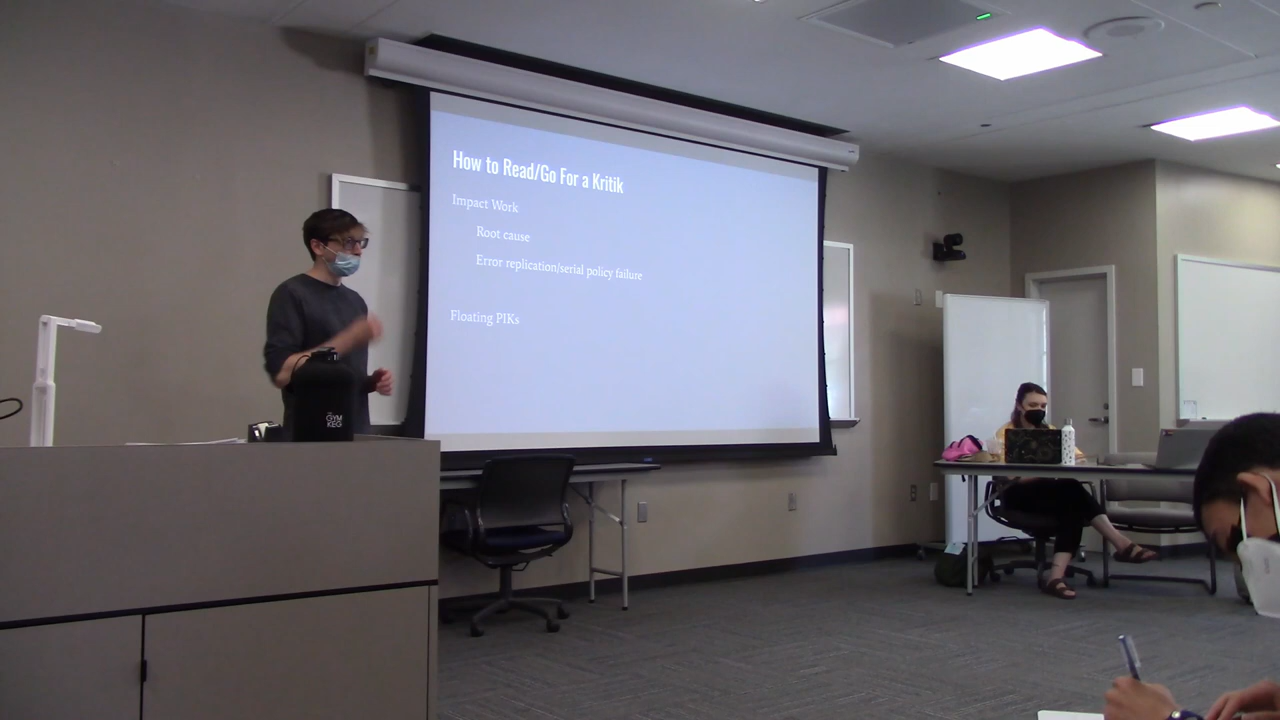 How to Read/Go For a Kritik
Impact Work
Root cause
Error replication/serial policy failure
Floating PIKs
THE
GYM
KEG